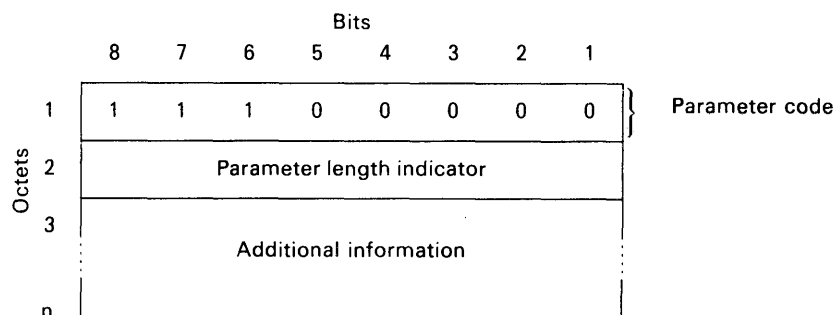 Bits
8 7 6 5 4 3 2 1
1 1 1 1 0 0 0 0 0 Parameter code
Octets
2 Parameter length indicator
3
Additional information
n